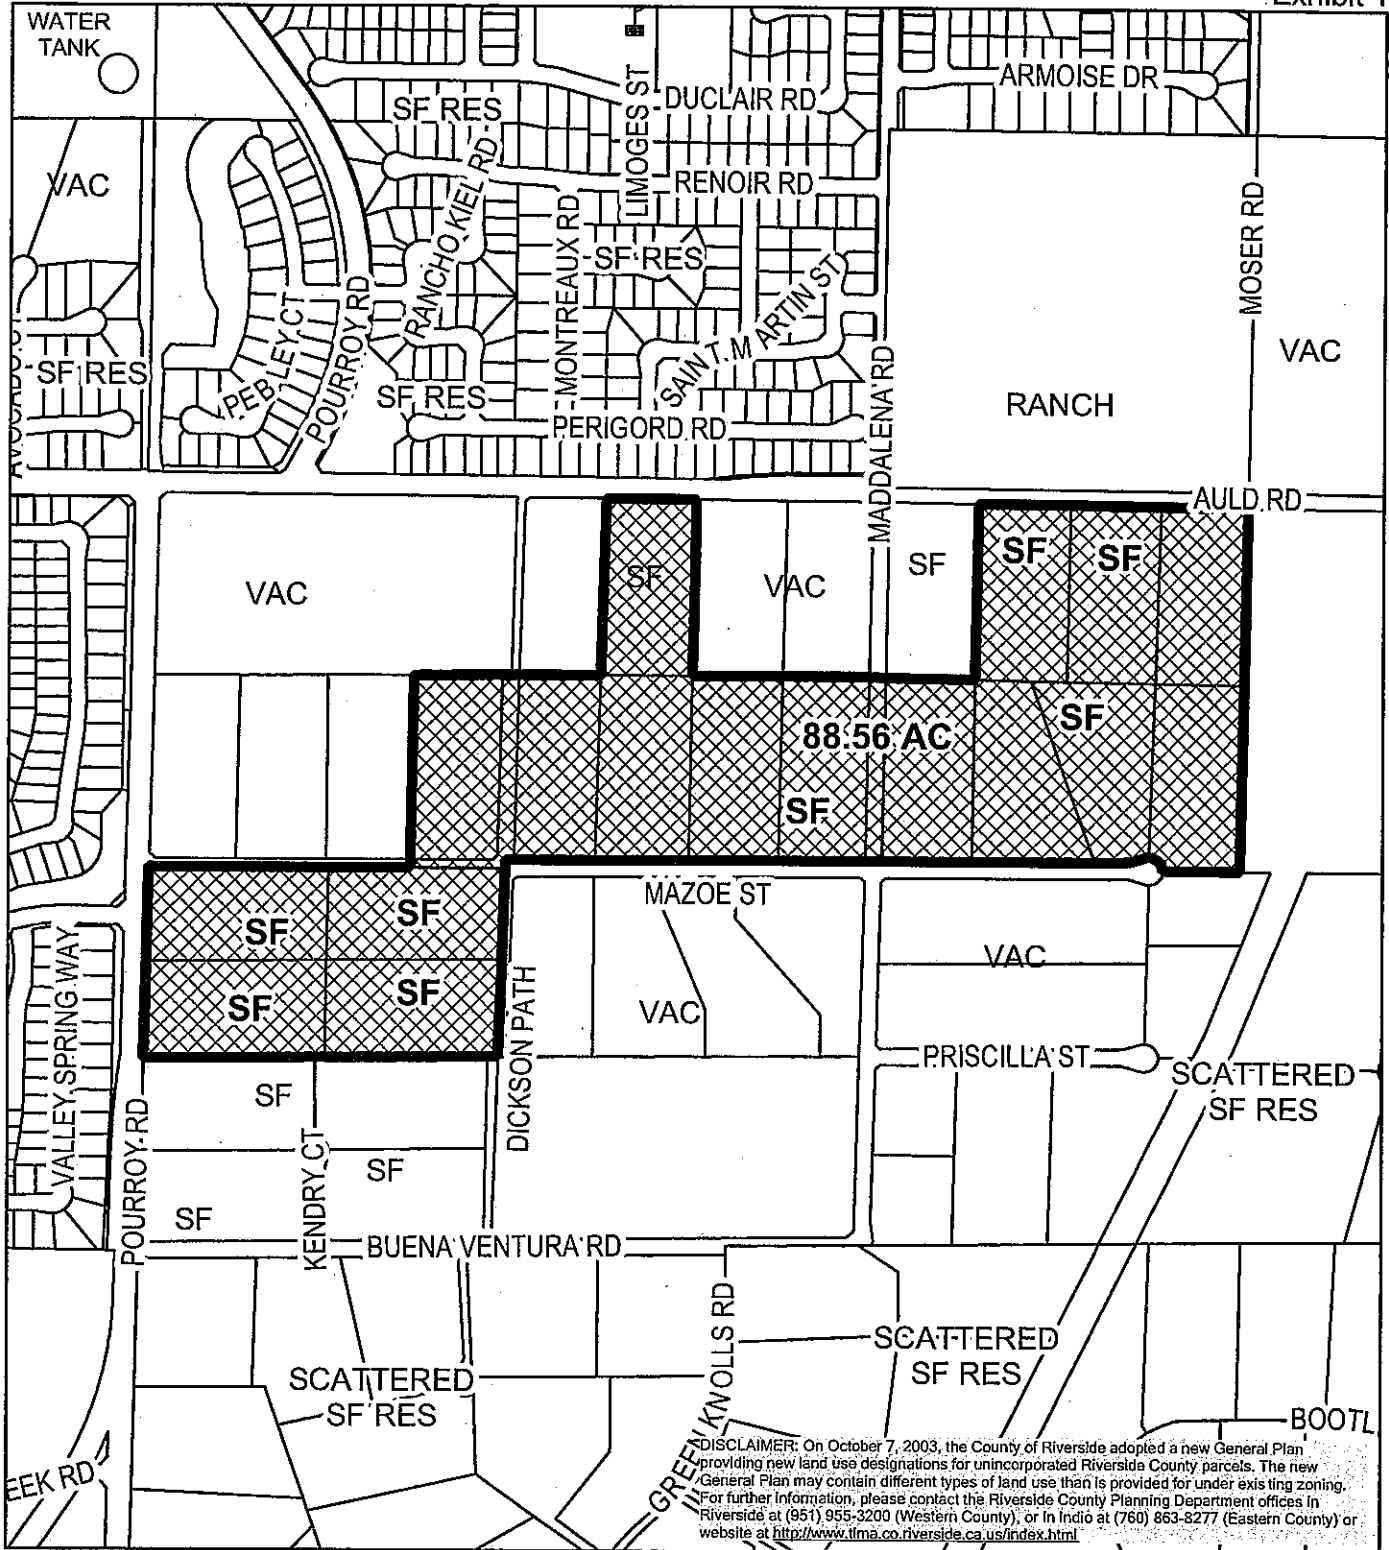 Exhibit
WATER
TANK
SF RES
LIMOGES ST
DUCLAIR RD
ARMOISE DR
VAC
RANCHO KIEL RD
RENOIR RD
MONTREAUX RD
SF RES
MOSER RD
SF RES
PEBLEY CT
POURROY RD
SF RES
SAINT.MARTIN ST
MADDALENA RD
VAC
RANCH
PERIGORD RD
AULD RD
VAC
SF
VAC
SF
SF
SF
88.56 AC
SF
SF
MAZOE ST
SF
SF
SF
SF
VALLEY SPRING WAY
DICKSON PATH
VAC
VAC
PRISCILLA ST
SCATTERED
SF RES
SF
POURROY RD
KENDRY CT
SF
SF
BUENA VENTURA RD
GREEN KNOLLS RD
SCATTERED
SF RES
SCATTERED
SF RES
BOOTL
EEK RD
DISCLAIMER: On October 7, 2003, the County of Riverside adopted a new General Plan
providing new land use designations for unincorporated Riverside County parcels. The new
General Plan may contain different types of land use than is provided for under existing zoning.
For further information, please contact the Riverside County Planning Department offices in
Riverside at (951) 955-3200 (Western County), or in Indio at (760) 863-8277 (Eastern County) or
website at http://www.tlma.co.riverside.ca.us/index.html